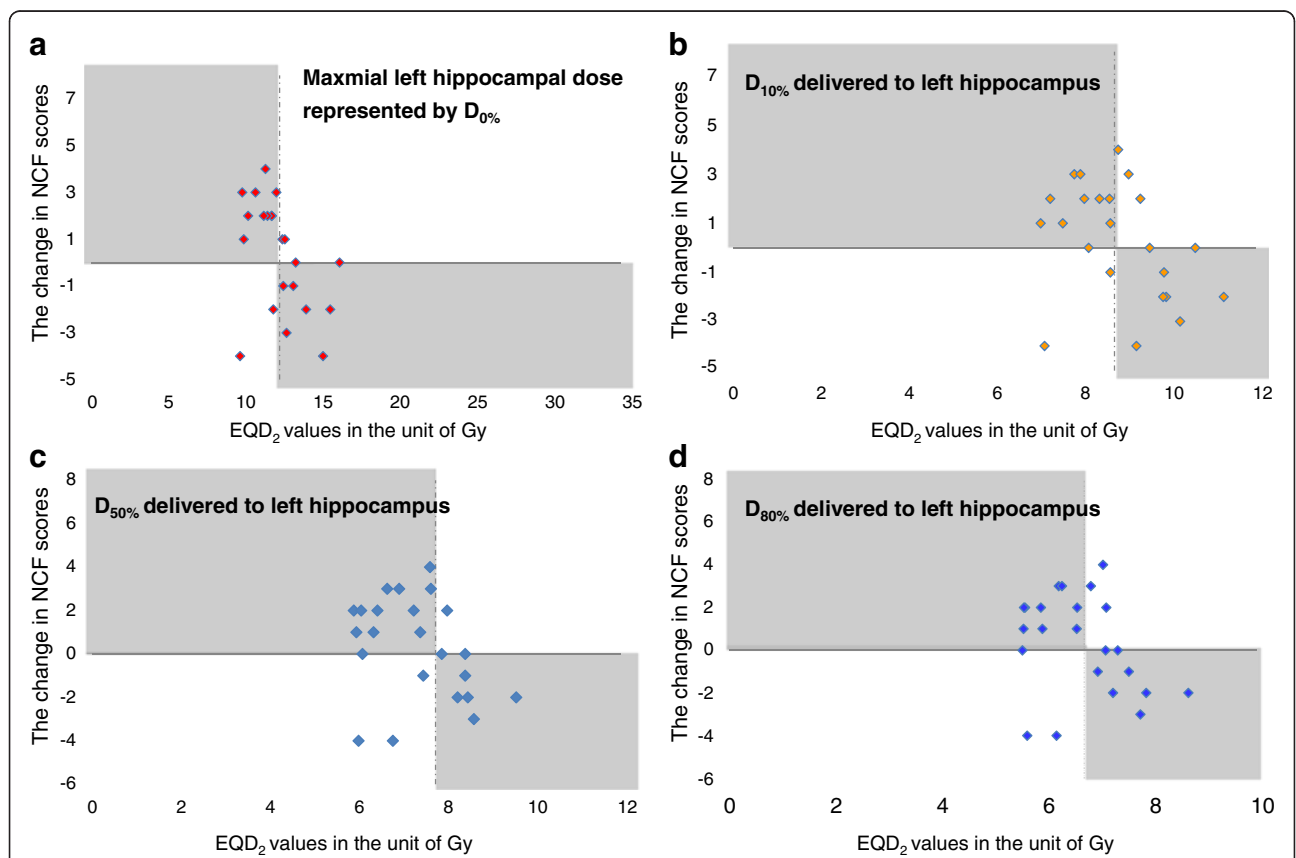 a
Maxmial left hippocampal dose
represented by D0%
The change in NCF scores
7
5
3
1
-1
-3
-5
0 5 10 15 20 25 30 35
EQD2 values in the unit of Gy
b
D10% delivered to left hippocampus
The change in NCF scores
7
5
3
1
-1
-3
-5
0 2 4 6 8 10 12
EQD2 values in the unit of Gy
c
D50% delivered to left hippocampus
The change in NCF scores
8
6
4
2
0
-2
-4
-6
0 2 4 6 8 10 12
EQD2 values in the unit of Gy
d
D80% delivered to left hippocampus
The change in NCF scores
8
6
4
2
0
-2
-4
-6
0 2 4 6 8 10
EQD2 values in the unit of Gy